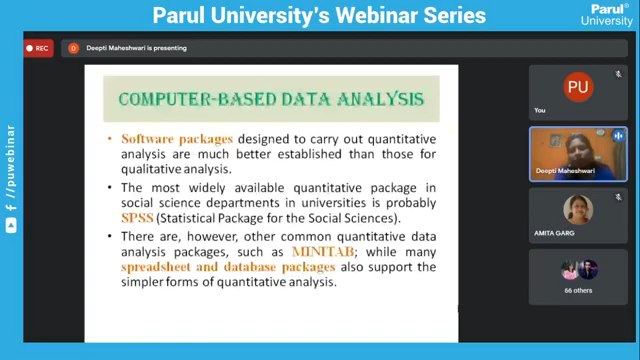 Parul University's Webinar Series
Parul®
University
REC
D
Deepti Maheshwari is presenting
COMPUTER-BASED DATA ANALYSIS
• Software packages designed to carry out quantitative
analysis are much better established than those for
qualitative analysis.
• The most widely available quantitative package in
social science departments in universities is probably
SPSS (Statistical Package for the Social Sciences).
• There are, however, other common quantitative data
analysis packages, such as MINITAB; while many
spreadsheet and database packages also support the
simpler forms of quantitative analysis.
PU
You
Deepti Maheshwari
AMITA GARG
66 others
/puwebinar